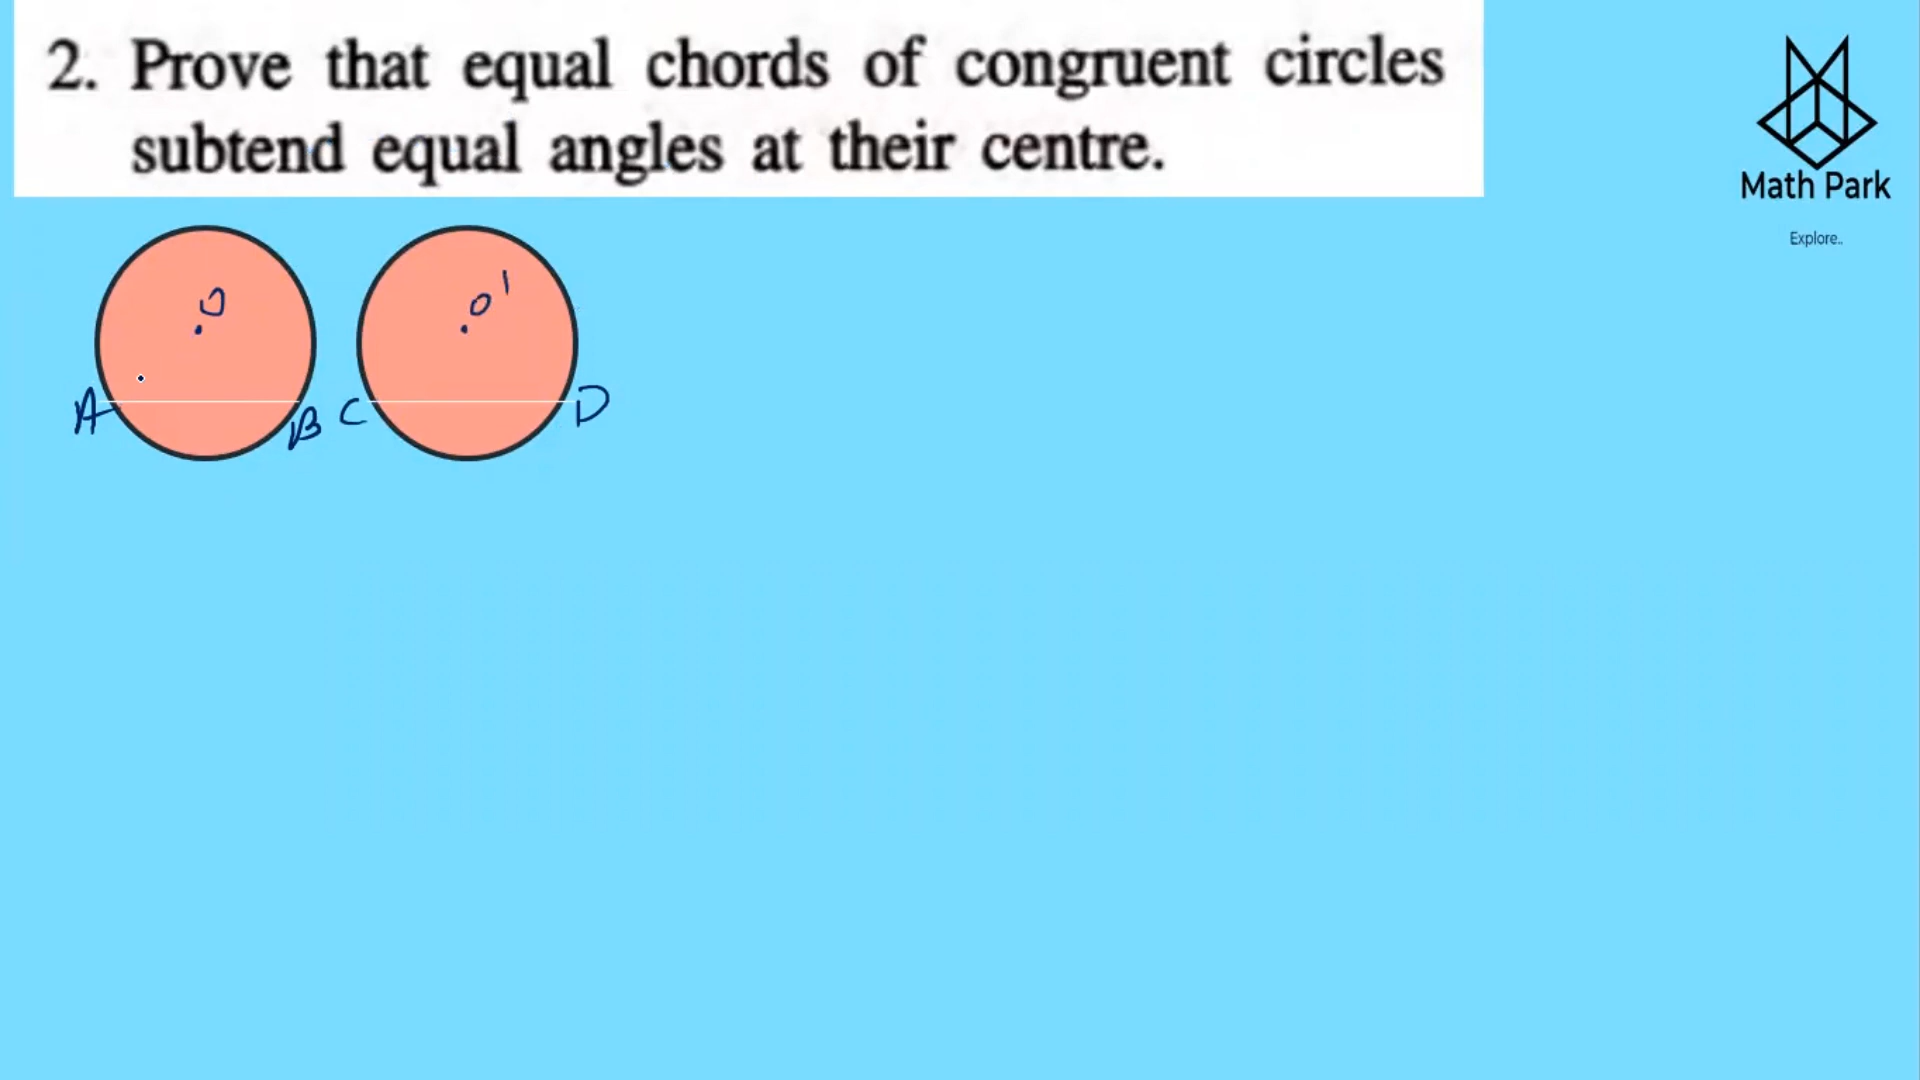 2. Prove that equal chords of congruent circles
subtend equal angles at their centre.
Math Park
Explore..
O
O'
A
B
C
D